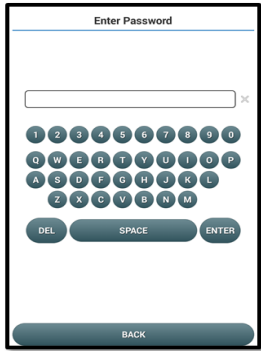 Enter Password
×
1 2 3 4 5 6 7 8 9 0
Q W E R T Y U I O P
A S D F G H J K L
Z X C V B N M
DEL SPACE ENTER
BACK